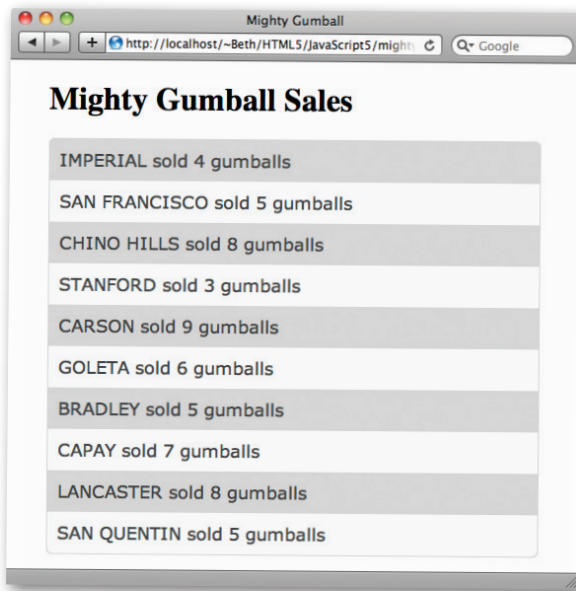 Mighty Gumball
http://localhost/~Beth/HTML5/JavaScript5/might
Google
Mighty Gumball Sales
IMPERIAL sold 4 gumballs
SAN FRANCISCO sold 5 gumballs
CHINO HILLS sold 8 gumballs
STANFORD sold 3 gumballs
CARSON sold 9 gumballs
GOLETA sold 6 gumballs
BRADLEY sold 5 gumballs
CAPAY sold 7 gumballs
LANCASTER sold 8 gumballs
SAN QUENTIN sold 5 gumballs